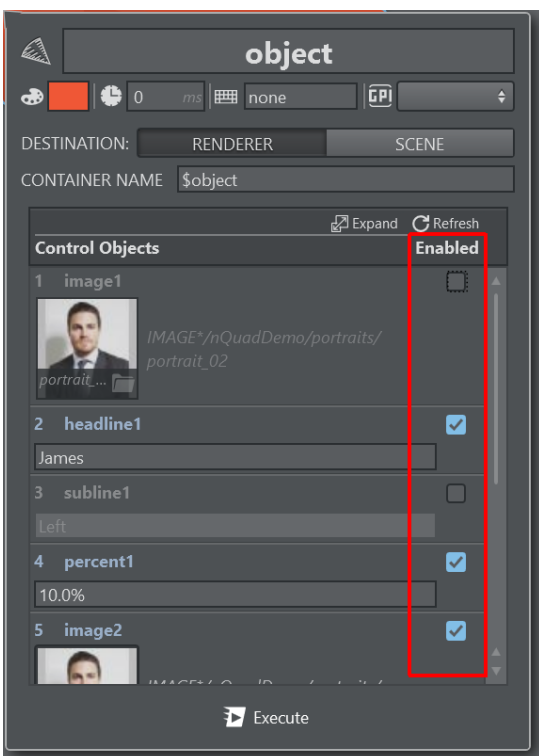 object
0 ms none GPI
DESTINATION: RENDERER SCENE
CONTAINER NAME $object
Expand Refresh
Control Objects Enabled
1 image1
IMAGE*/nQuadDemo/portraits/
portrait_02
portrait_...
2 headline1
James
3 subline1
Left
4 percent1
10.0%
5 image2
Execute